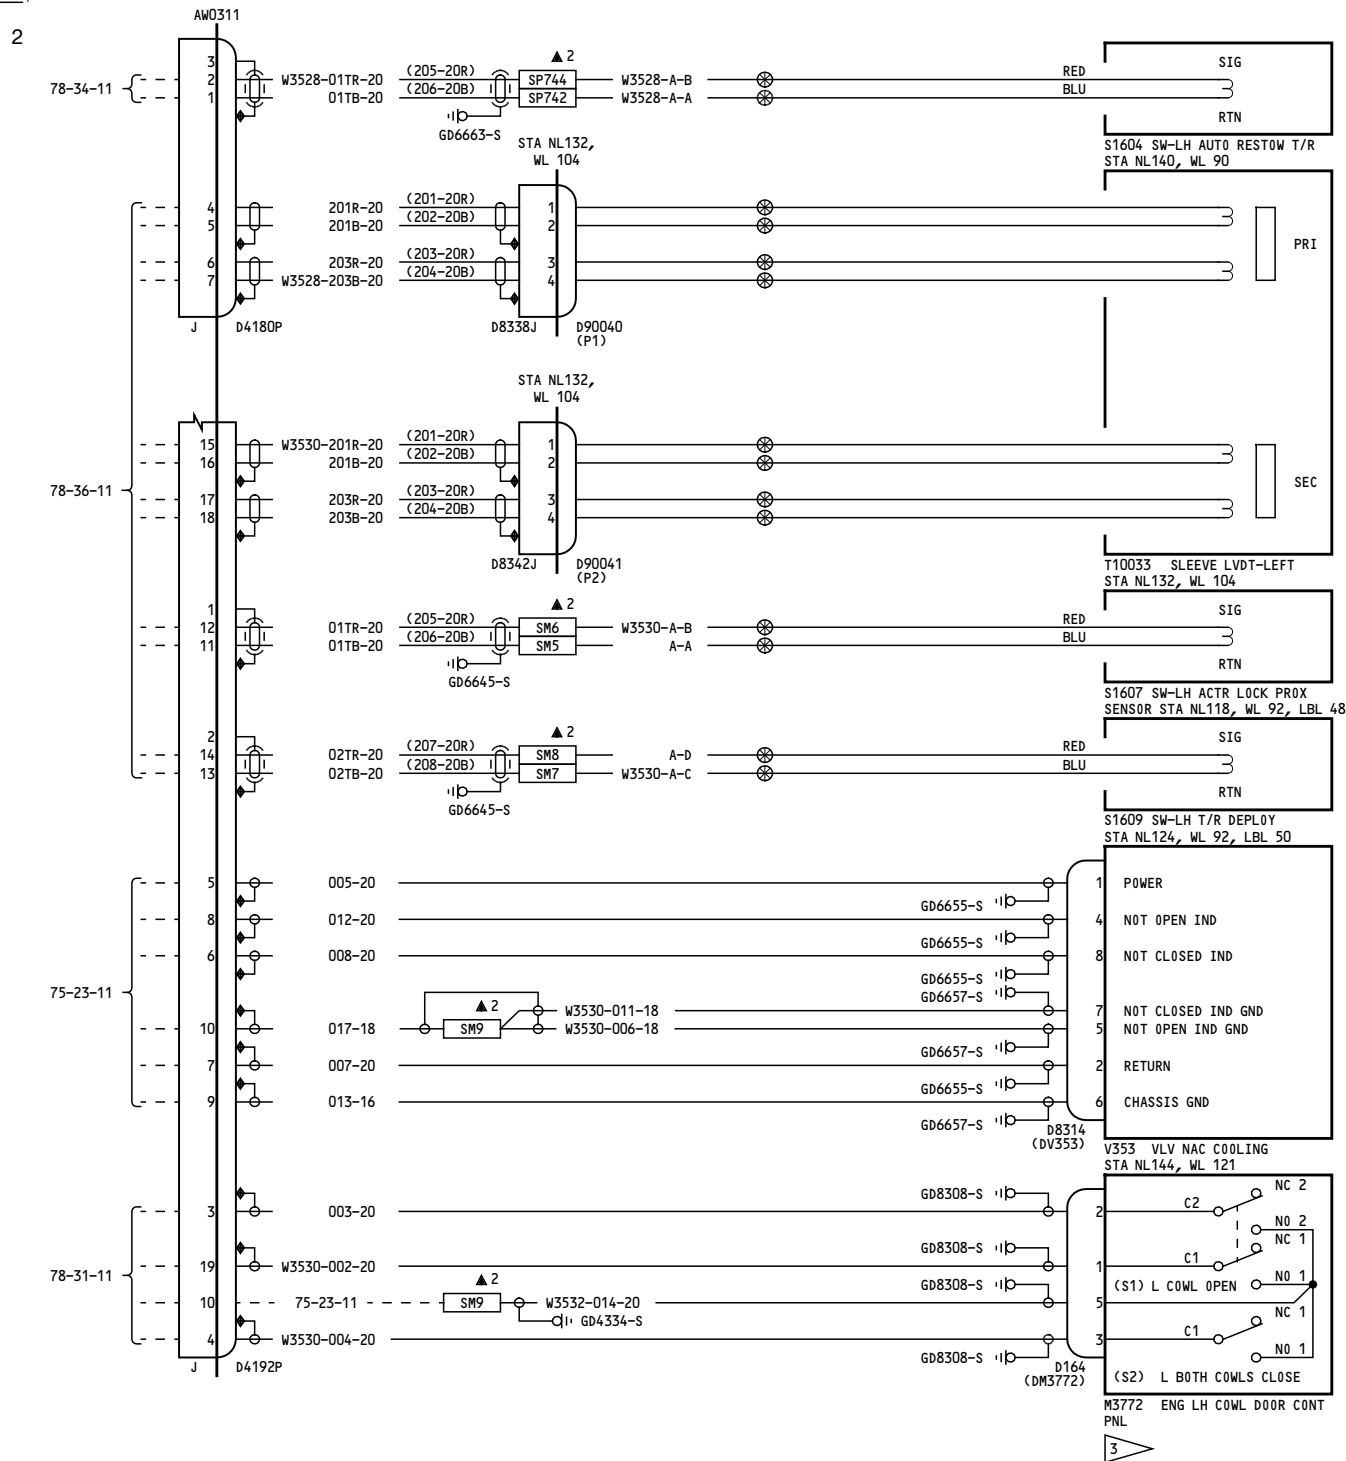 AW0311
2
3
▲ 2
SIG
78-34-11
2
W3528-01TR-20
(205-20R)
SP744
W3528-A-B
RED
1
01TB-20
(206-20B)
SP742
W3528-A-A
BLU
GD6663-S
RTN
STA NL132,
WL 104
S1604 SW-LH AUTO RESTOW T/R
STA NL140, WL 90
4
201R-20
(201-20R)
1
5
201B-20
(202-20B)
2
PRI
6
203R-20
(203-20R)
3
7
W3528-203B-20
(204-20B)
4
J
D4180P
D8338J
D90040
(P1)
STA NL132,
WL 104
15
W3530-201R-20
(201-20R)
1
16
201B-20
(202-20B)
2
78-36-11
SEC
17
203R-20
(203-20R)
3
18
203B-20
(204-20B)
4
D8342J
D90041
(P2)
T10033 SLEEVE LVDT-LEFT
STA NL132, WL 104
1
▲ 2
SIG
12
01TR-20
(205-20R)
SM6
W3530-A-B
RED
11
01TB-20
(206-20B)
SM5
A-A
BLU
GD6645-S
RTN
S1607 SW-LH ACTR LOCK PROX
SENSOR STA NL118, WL 92, LBL 48
2
▲ 2
SIG
14
02TR-20
(207-20R)
SM8
A-D
RED
13
02TB-20
(208-20B)
SM7
W3530-A-C
BLU
GD6645-S
RTN
S1609 SW-LH T/R DEPLOY
STA NL124, WL 92, LBL 50
5
005-20
1
POWER
GD6655-S
8
012-20
4
NOT OPEN IND
GD6655-S
6
008-20
8
NOT CLOSED IND
GD6655-S
75-23-11
GD6657-S
▲ 2
W3530-011-18
7
NOT CLOSED IND GND
10
017-18
SM9
W3530-006-18
5
NOT OPEN IND GND
GD6657-S
7
007-20
2
RETURN
GD6655-S
9
013-16
6
CHASSIS GND
GD6657-S
D8314
(DV353)
V353 VLV NAC COOLING
STA NL144, WL 121
GD8308-S
NC 2
3
003-20
2
C2
NO 2
GD8308-S
NC 1
19
W3530-002-20
1
C1
78-31-11
▲ 2
GD8308-S
(S1) L COWL OPEN
NO 1
10
75-23-11
SM9
W3532-014-20
5
GD4334-S
NC 1
4
W3530-004-20
3
C1
GD8308-S
NO 1
J
D4192P
D164
(DM3772)
(S2) L BOTH COWLS CLOSE
M3772 ENG LH COWL DOOR CONT
PNL
3